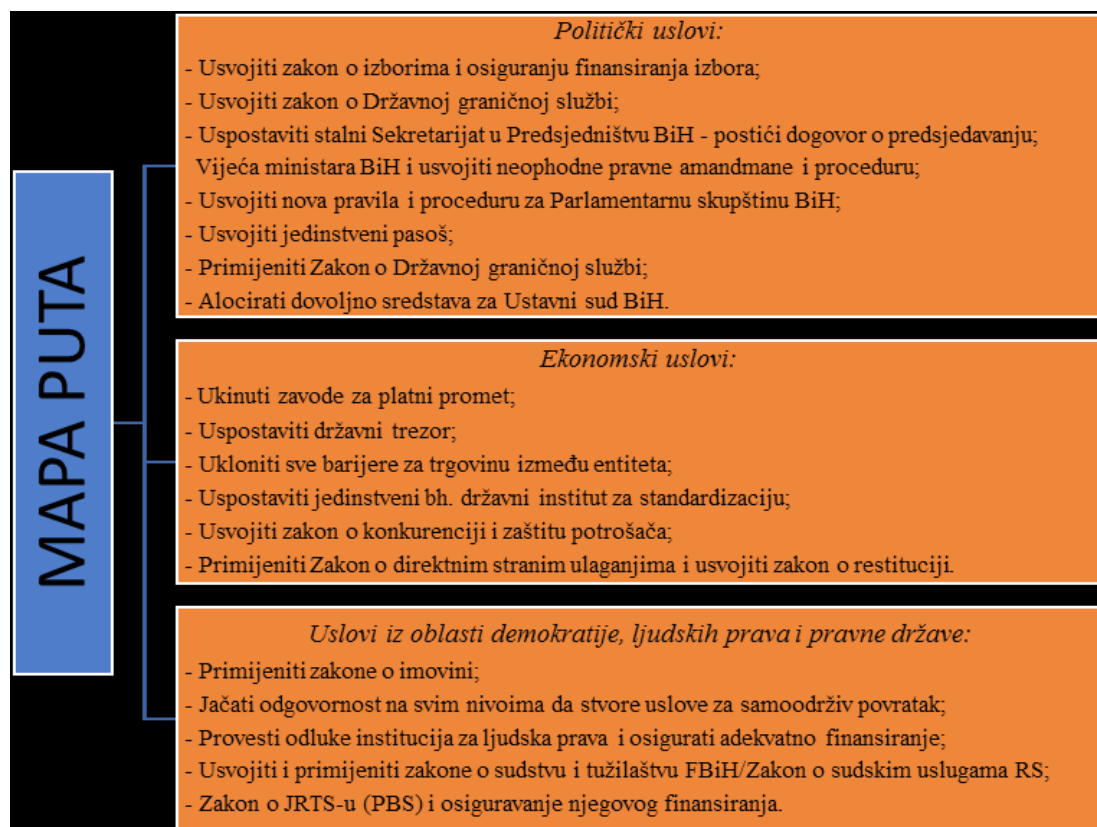 MAPA PUTA
Politički uslovi:
- Usvojiti zakon o izborima i osiguranju finansiranja izbora;
- Usvojiti zakon o Državnoj graničnoj službi;
- Uspostaviti stalni Sekretarijat u Predsjedništvu BiH - postići dogovor o predsjedavanju;
Vijeća ministara BiH i usvojiti neophodne pravne amandmane i proceduru;
- Usvojiti nova pravila i proceduru za Parlamentarnu skupštinu BiH;
- Usvojiti jedinstveni pasoš;
- Primijeniti Zakon o Državnoj graničnoj službi;
- Alocirati dovoljno sredstava za Ustavni sud BiH.
Ekonomski uslovi:
- Ukinuti zavode za platni promet;
- Uspostaviti državni trezor;
- Ukloniti sve barijere za trgovinu između entiteta;
- Uspostaviti jedinstveni bh. državni institut za standardizaciju;
- Usvojiti zakon o konkurenciji i zaštitu potrošača;
- Primijeniti Zakon o direktnim stranim ulaganjima i usvojiti zakon o restituciji.
Uslovi iz oblasti demokratije, ljudskih prava i pravne države:
- Primijeniti zakone o imovini;
- Jačati odgovornost na svim nivoima da stvore uslove za samoodrživ povratak;
- Provesti odluke institucija za ljudska prava i osigurati adekvatno finansiranje;
- Usvojiti i primijeniti zakone o sudstvu i tužilaštvu FBiH/Zakon o sudskim uslugama RS;
- Zakon o JRTS-u (PBS) i osiguravanje njegovog finansiranja.